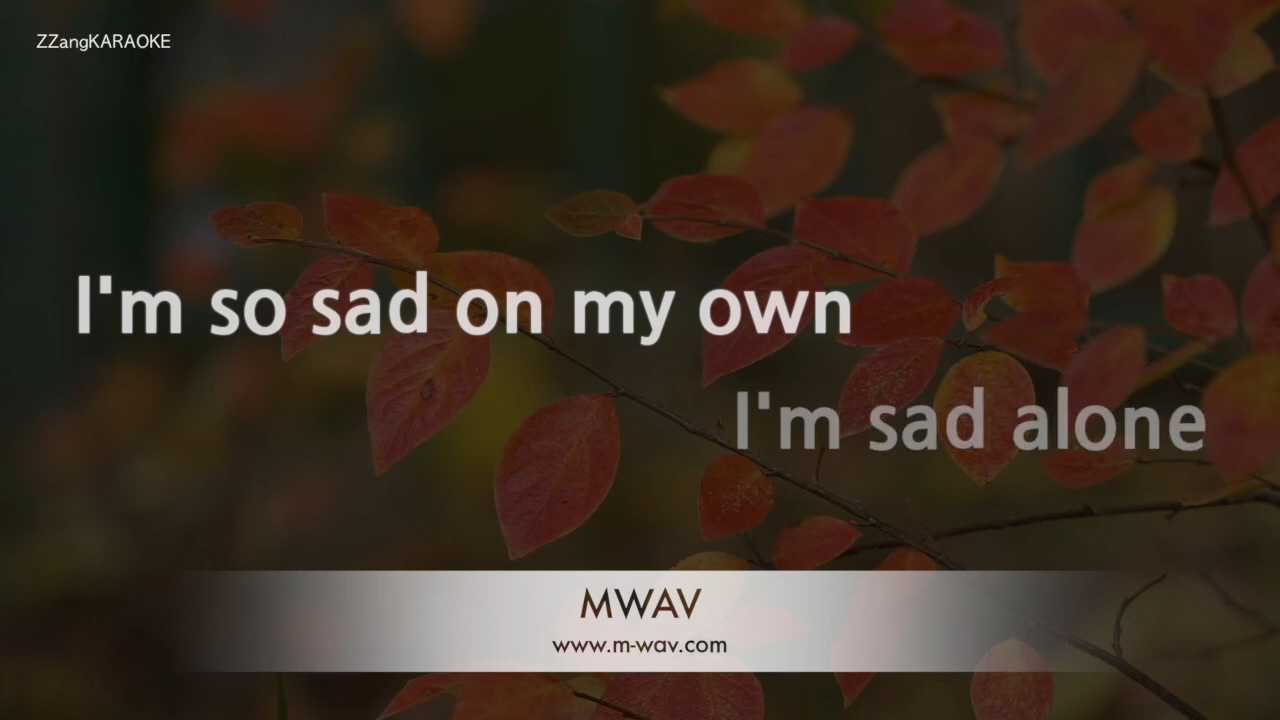 ZZangKARAOKE
I'm so sad on my own
I'm sad alone
MWAV
www.m-wav.com